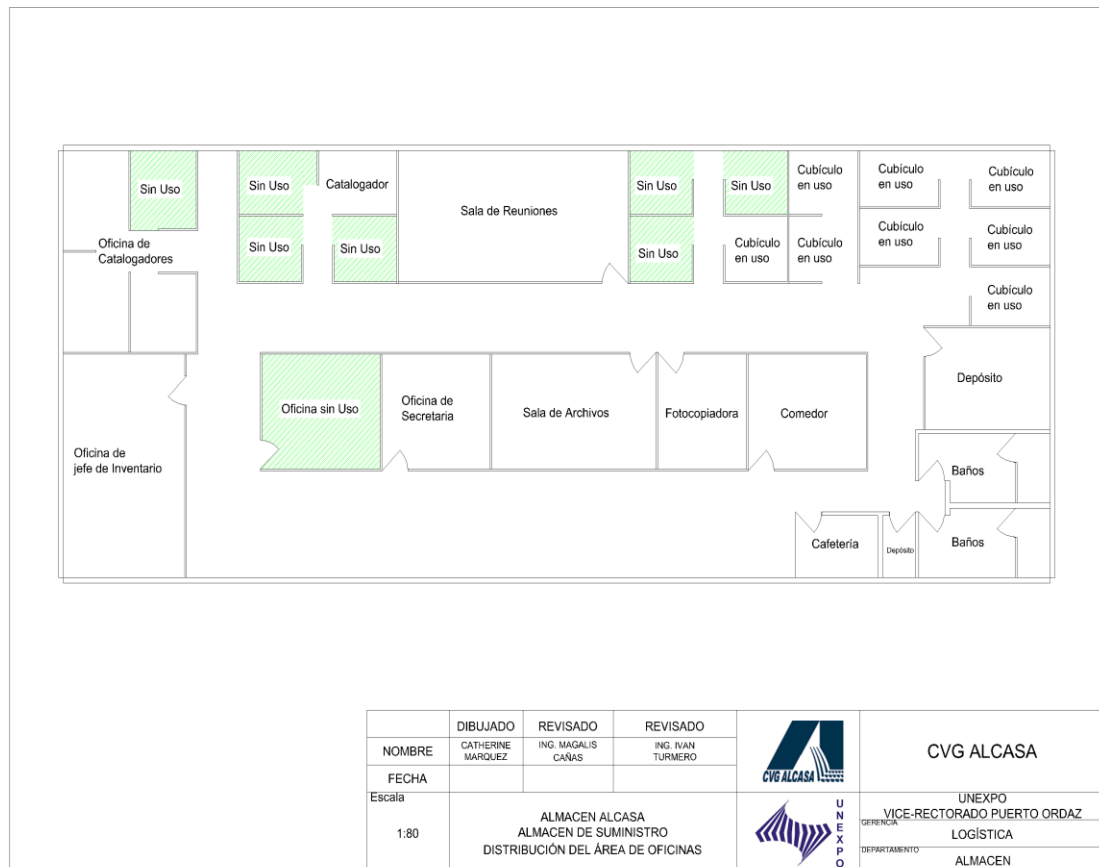 Sin Uso
Sin Uso
Catalogador
Sala de Reuniones
Sin Uso
Sin Uso
Cubículo
en uso
Cubículo
en uso
Cubículo
en uso
Oficina de
Catalogadores
Sin Uso
Sin Uso
Sin Uso
Cubículo
en uso
Cubículo
en uso
Cubículo
en uso
Cubículo
en uso
Cubículo
en uso
Oficina de
jefe de Inventario
Oficina sin Uso
Oficina de
Secretaria
Sala de Archivos
Fotocopiadora
Comedor
Depósito
Baños
Cafetería
Depósito
Baños
DIBUJADO
REVISADO
REVISADO
NOMBRE
CATHERINE
MARQUEZ
ING. MAGALIS
CAÑAS
ING. IVAN
TURMERO
FECHA
CVG ALCASA
CVG ALCASA
Escala
1:80
ALMACEN ALCASA
ALMACEN DE SUMINISTRO
DISTRIBUCIÓN DEL ÁREA DE OFICINAS
UNEXPO
UNEXPO
VICE-RECTORADO PUERTO ORDAZ
GERENCIA
LOGÍSTICA
DEPARTAMENTO
ALMACEN